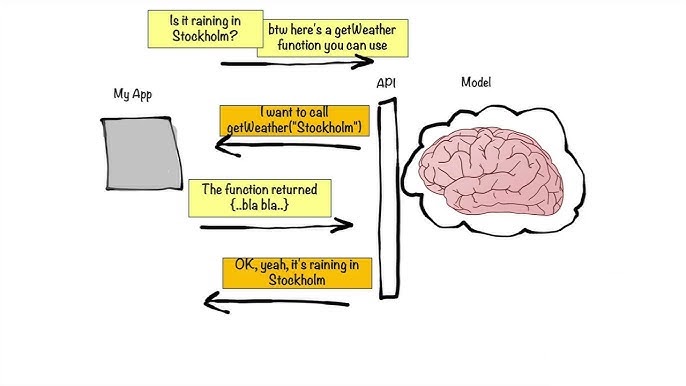 Is it raining in
Stockholm?
btw here's a getWeather
function you can use
API
Model
My App
I want to call
getWeather("Stockholm")
The function returned
{..bla bla..}
OK, yeah, it's raining in
Stockholm